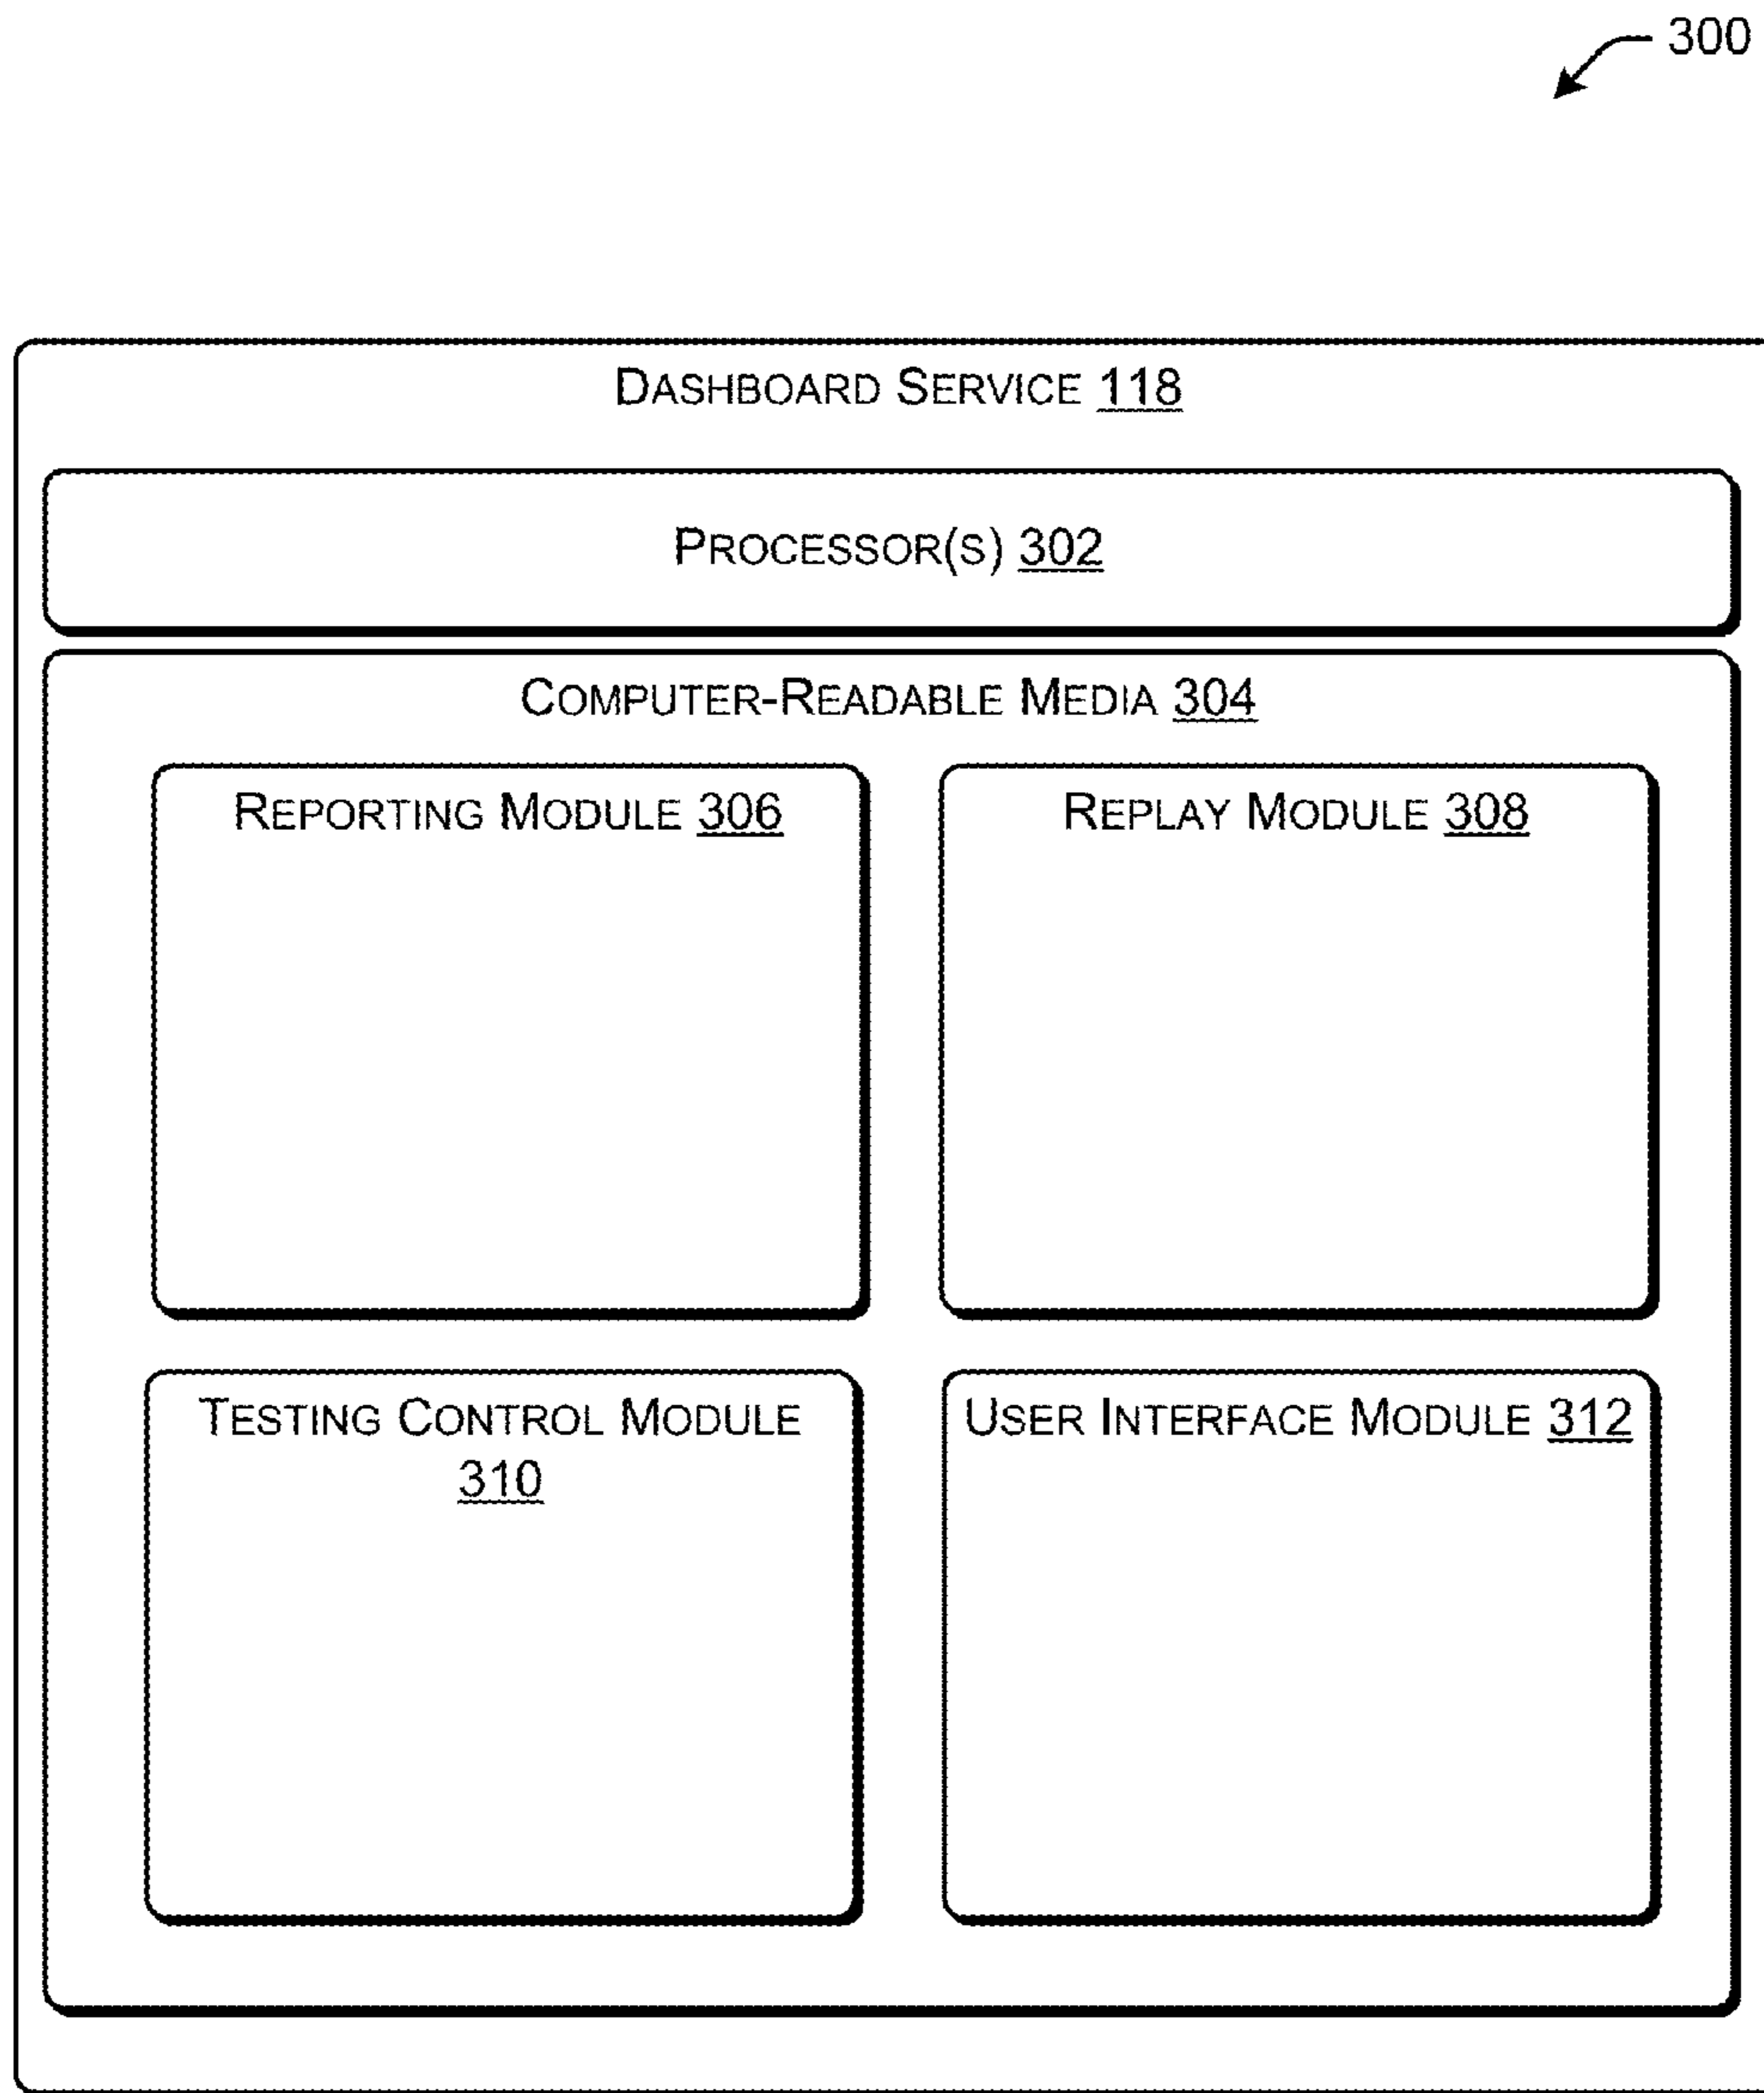 300
DASHBOARD SERVICE 118
PROCESSOR(S) 302
COMPUTER-READABLE MEDIA 304
REPORTING MODULE 306
REPLAY MODULE 308
TESTING CONTROL MODULE
310
USER INTERFACE MODULE 312